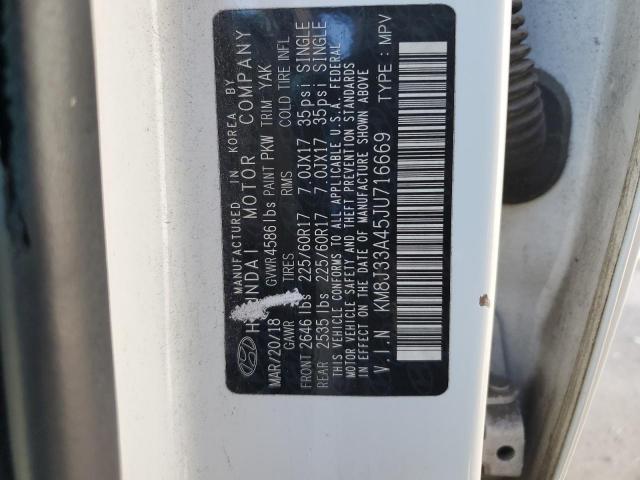 MANUFACTURED IN KOREA BY
HYUNDAI MOTOR COMPANY
MAR/20/18 GVWR 4586 lbs PAINT PKW TRIM YAK
GAWR TIRES RIMS COLD TIRE INFL
FRONT 2646 lbs 225/60R17 7.0JX17 35psi SINGLE
REAR 2535 lbs 225/60R17 7.0JX17 35psi SINGLE
THIS VEHICLE CONFORMS TO ALL APPLICABLE U.S.A. FEDERAL
MOTOR VEHICLE SAFETY AND THEFT PREVENTION STANDARDS
IN EFFECT ON THE DATE OF MANUFACTURE SHOWN ABOVE
V.I.N KM8J33A45JU716669 TYPE : MPV